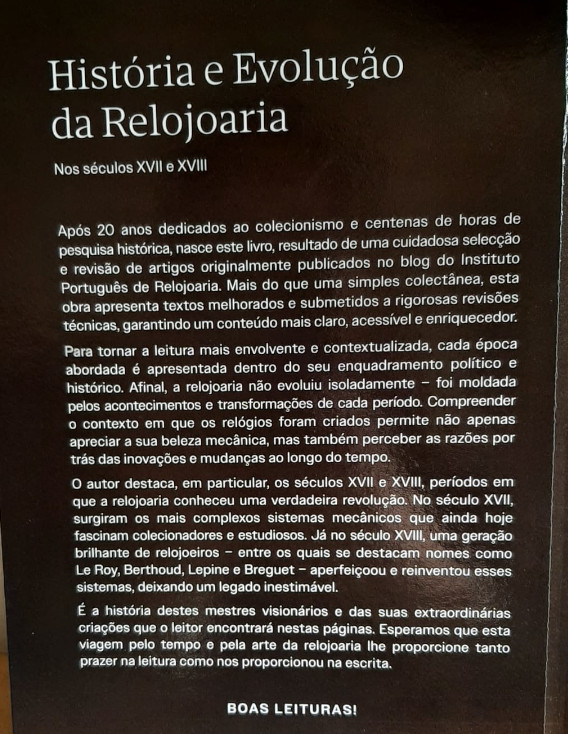 História e Evolução
da Relojoaria
Nos séculos XVII e XVIII
Após 20 anos dedicados ao colecionismo e centenas de horas de
pesquisa histórica, nasce este livro, resultado de uma cuidadosa selecção
e revisão de artigos originalmente publicados no blog do Instituto
Português de Relojoaria. Mais do que uma simples colectânea, esta
obra apresenta textos melhorados e submetidos a rigorosas revisões
técnicas, garantindo um conteúdo mais claro, acessível e enriquecedor.
Para tornar a leitura mais envolvente e contextualizada, cada época
abordada é apresentada dentro do seu enquadramento político e
histórico. Afinal, a relojoaria não evoluiu isoladamente – foi moldada
pelos acontecimentos e transformações de cada período. Compreender
o contexto em que os relógios foram criados permite não apenas
apreciar a sua beleza mecânica, mas também perceber as razões por
trás das inovações e mudanças ao longo do tempo.
O autor destaca, em particular, os séculos XVII e XVIII, períodos em
que a relojoaria conheceu uma verdadeira revolução. No século XVII,
surgiram os mais complexos sistemas mecânicos que ainda hoje
fascinam colecionadores e estudiosos. Já no século XVIII, uma geração
brilhante de relojoeiros – entre os quais se destacam nomes como
Le Roy, Berthoud, Lepine e Breguet – aperfeiçoou e reinventou esses
sistemas, deixando um legado inestimável.
É a história destes mestres visionários e das suas extraordinárias
criações que o leitor encontrará nestas páginas. Esperamos que esta
viagem pelo tempo e pela arte da relojoaria lhe proporcione tanto
prazer na leitura como nos proporcionou na escrita.
BOAS LEITURAS!